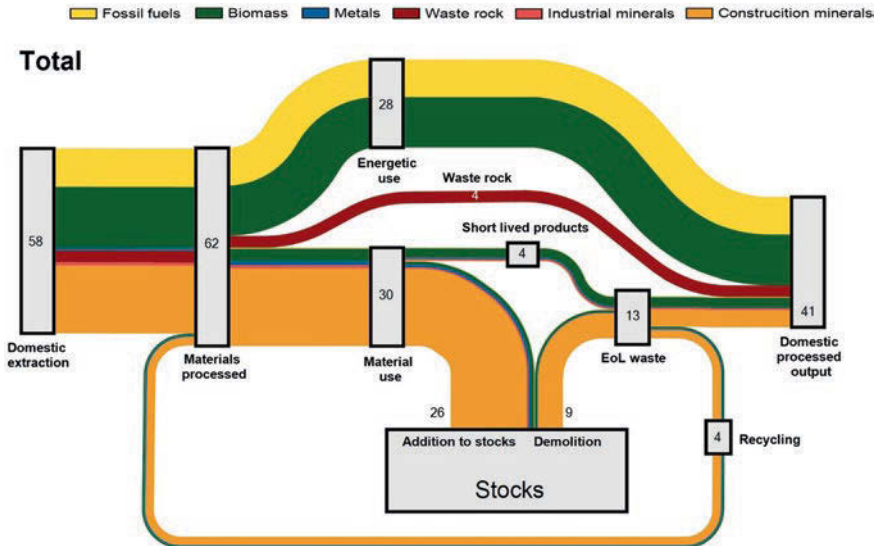 Fossil fuels Biomass Metals Waste rock Industrial minerals Construcition minerals
Total
28
Energetic use
Waste rock
4
Short lived products
4
58
62
30
13
41
Domestic extraction
Materials processed
Material use
EoL waste
Domestic processed output
26
9
Addition to stocks
Demolition
4
Recycling
Stocks